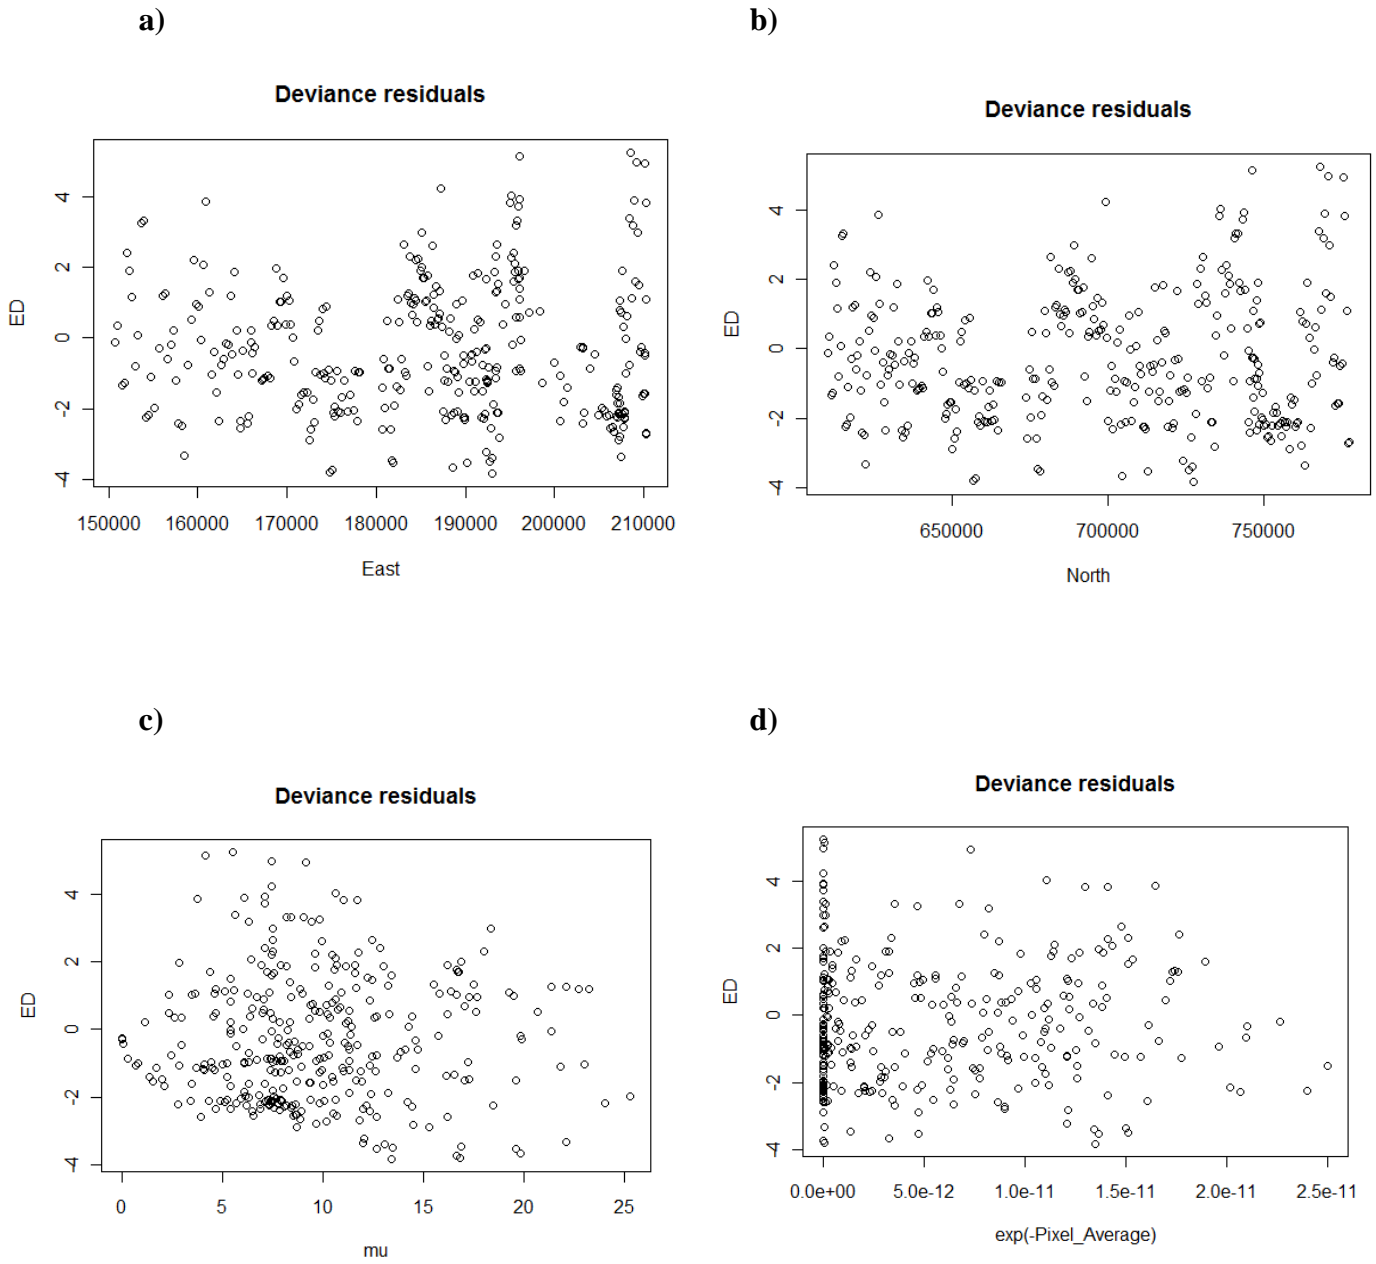 a)
b)
Deviance residuals
Deviance residuals
ED
4
2
0
-2
-4
150000 160000 170000 180000 190000 200000 210000
East
ED
4
2
0
-2
-4
650000 700000 750000
North
c)
d)
Deviance residuals
Deviance residuals
ED
4
2
0
-2
-4
0 5 10 15 20 25
mu
ED
4
2
0
-2
-4
0.0e+00 5.0e-12 1.0e-11 1.5e-11 2.0e-11 2.5e-11
exp(-Pixel_Average)